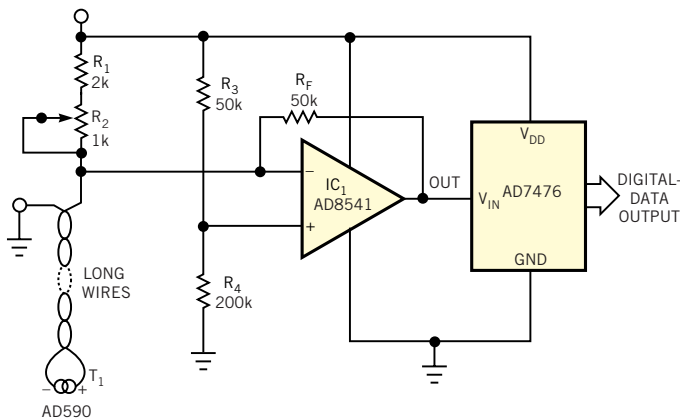 R1
2k
R2
1k
R3
50k
RF
50k
IC1
AD8541
−
+
OUT
VDD
VIN
AD7476
GND
DIGITAL-
DATA
OUTPUT
R4
200k
LONG
WIRES
T1
− +
AD590